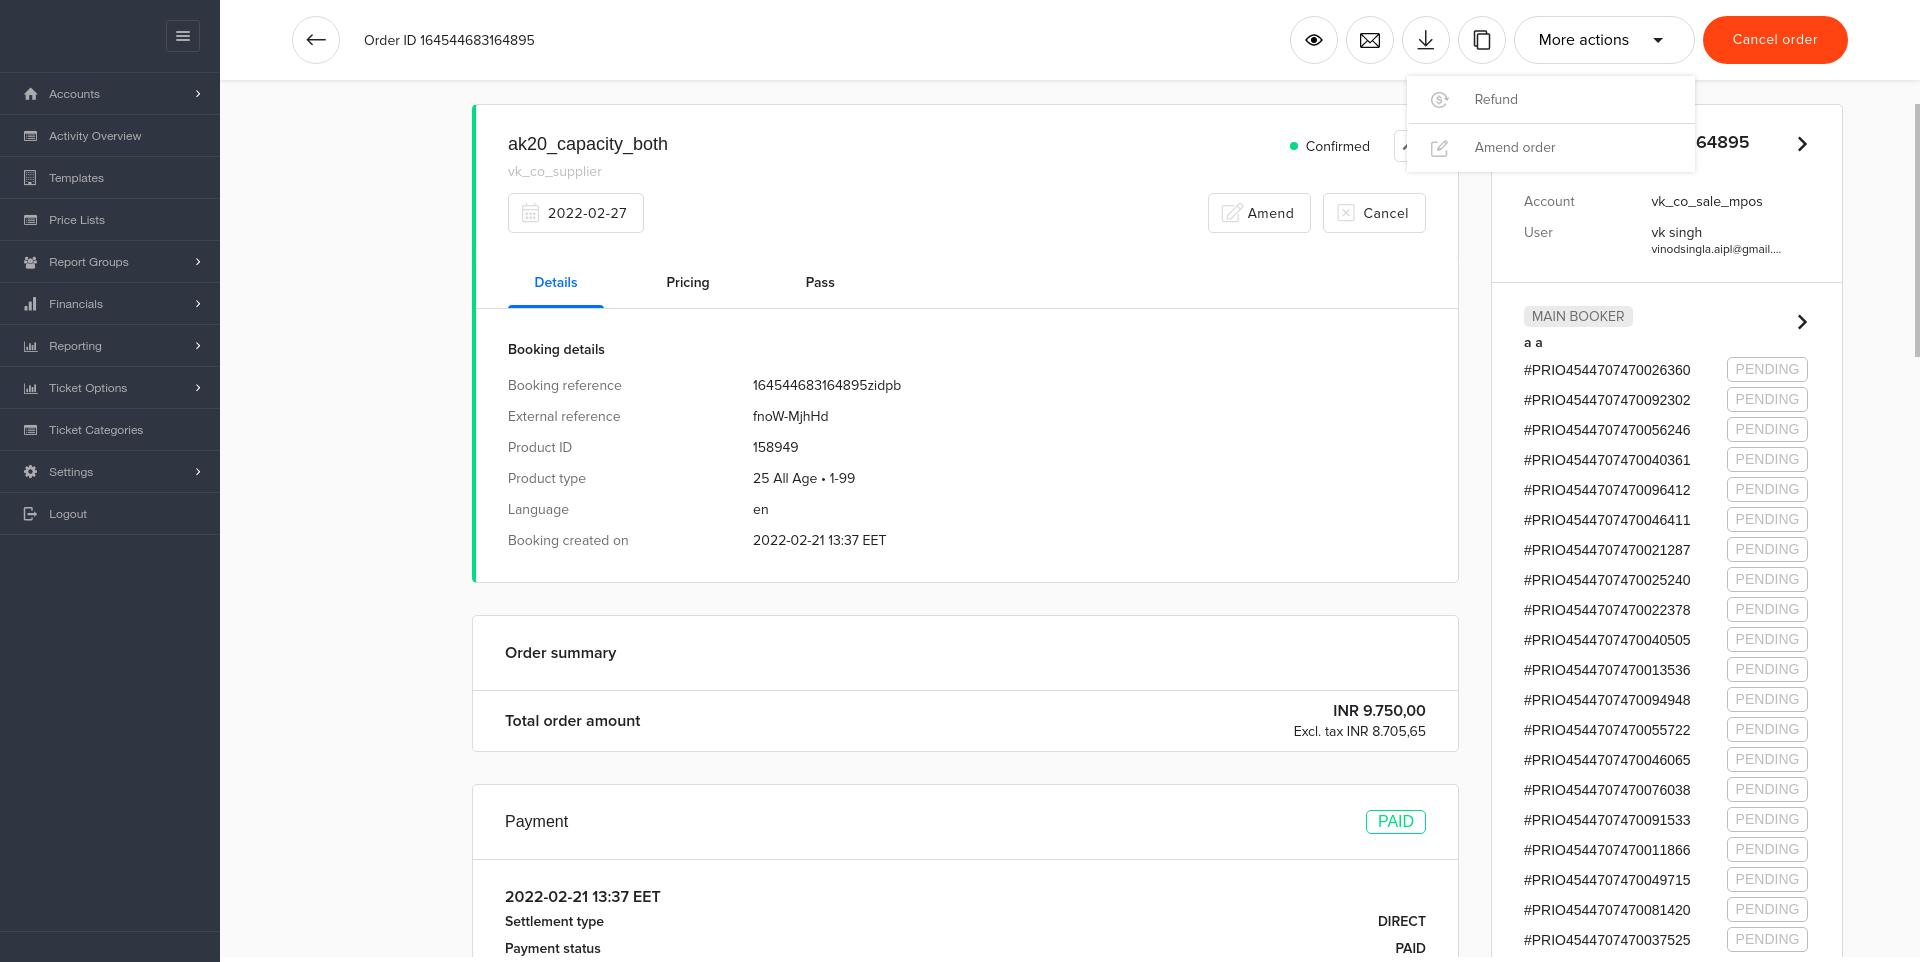 Order ID 164544683164895
More actions
Cancel order
Refund
Amend order
Accounts
Activity Overview
Templates
Price Lists
Report Groups
Financials
Reporting
Ticket Options
Ticket Categories
Settings
Logout
ak20_capacity_both
Confirmed
vk_co_supplier
2022-02-27
Amend
Cancel
Details
Pricing
Pass
Booking details
Booking reference 164544683164895zidpb
External reference fnoW-MjhHd
Product ID 158949
Product type 25 All Age • 1-99
Language en
Booking created on 2022-02-21 13:37 EET
Order summary
Total order amount INR 9.750,00
Excl. tax INR 8.705,65
Payment PAID
2022-02-21 13:37 EET
Settlement type DIRECT
Payment status PAID
64895
Account vk_co_sale_mpos
User vk singh
vinodsingla.aipl@gmail....
MAIN BOOKER
a a
#PRIO4544707470026360 PENDING
#PRIO4544707470092302 PENDING
#PRIO4544707470056246 PENDING
#PRIO4544707470040361 PENDING
#PRIO4544707470096412 PENDING
#PRIO4544707470046411 PENDING
#PRIO4544707470021287 PENDING
#PRIO4544707470025240 PENDING
#PRIO4544707470022378 PENDING
#PRIO4544707470040505 PENDING
#PRIO4544707470013536 PENDING
#PRIO4544707470094948 PENDING
#PRIO4544707470055722 PENDING
#PRIO4544707470046065 PENDING
#PRIO4544707470076038 PENDING
#PRIO4544707470091533 PENDING
#PRIO4544707470011866 PENDING
#PRIO4544707470049715 PENDING
#PRIO4544707470081420 PENDING
#PRIO4544707470037525 PENDING